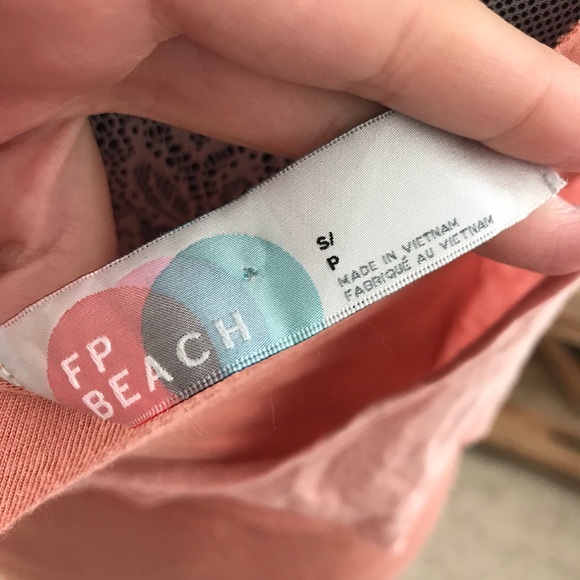 FP
BEACH
S/
P
MADE IN VIETNAM
FABRIQUÉ AU VIETNAM